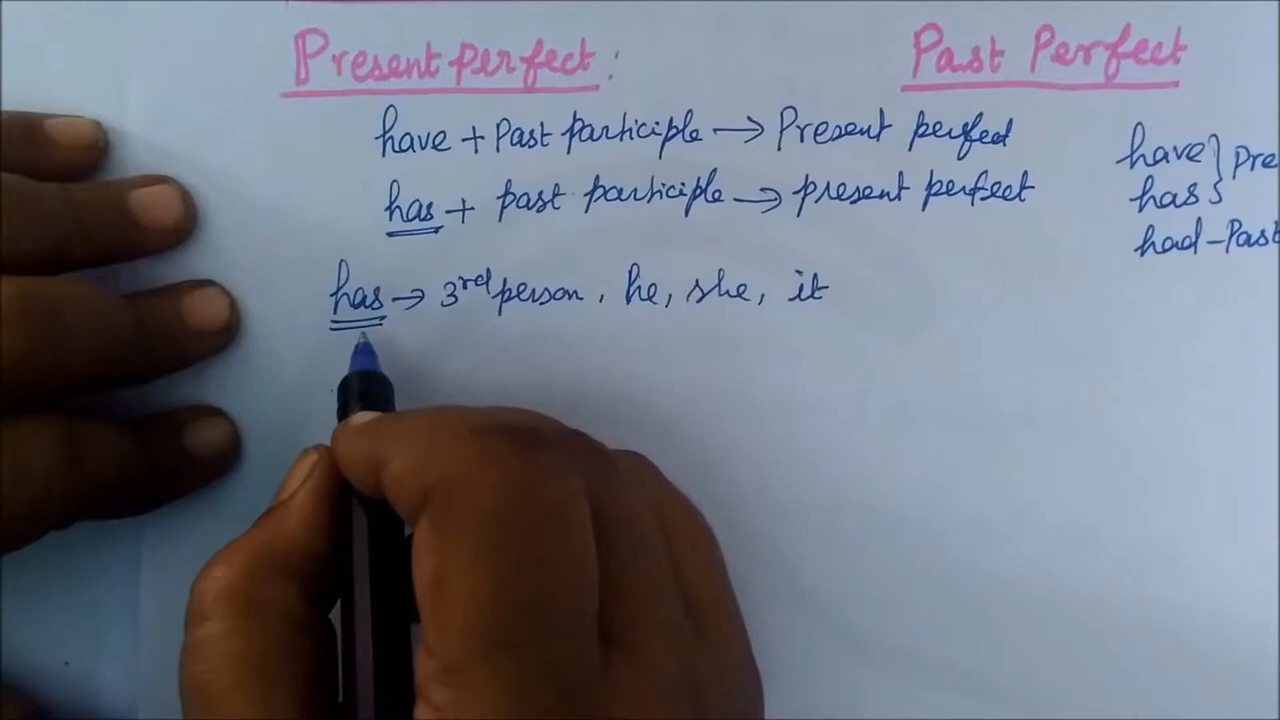 Present perfect:
Past Perfect
have + Past participle → Present perfect
has + past participle → present perfect
has → 3rd person, he, she, it
have } Pre
has
had - Past